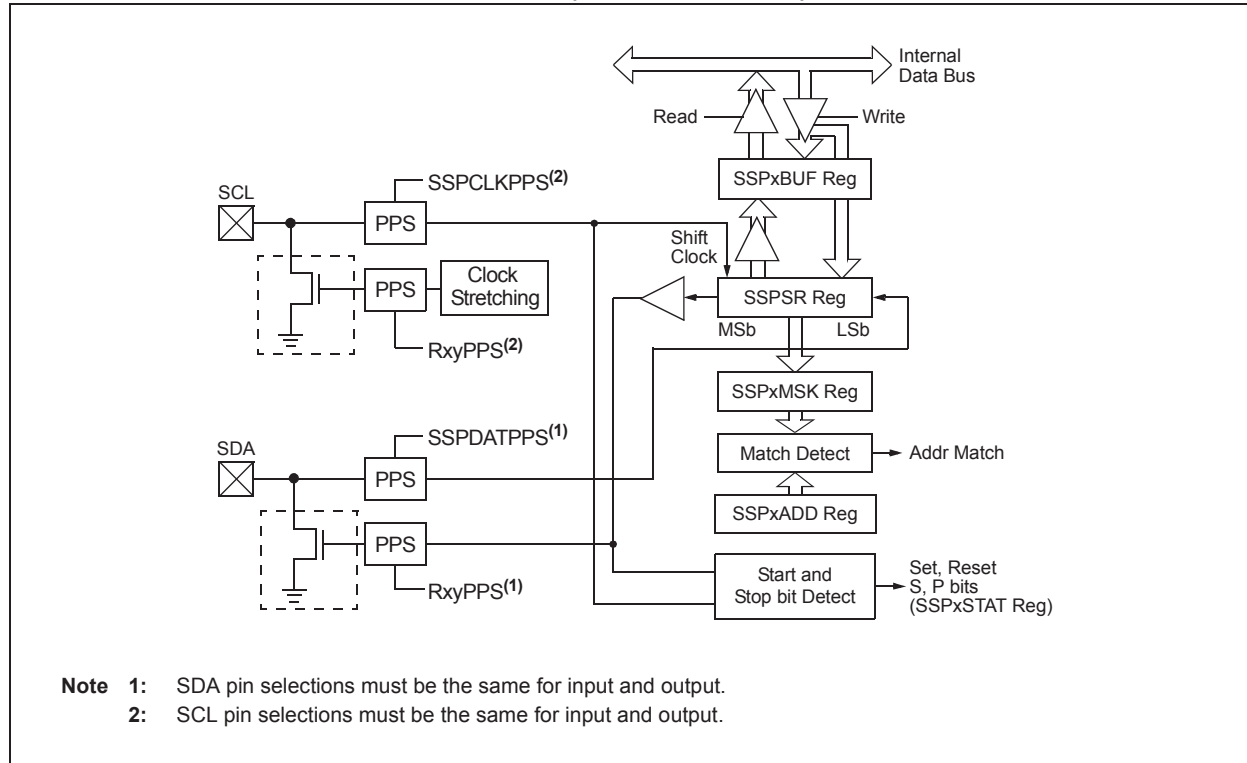 Internal
Data Bus
Read
Write
SSPxBUF Reg
SSPCLKPPS(2)
SCL
PPS
Shift
Clock
PPS
Clock
Stretching
SSPSR Reg
MSb
LSb
RxyPPS(2)
SSPxMSK Reg
SSPDATPPS(1)
SDA
PPS
Match Detect
Addr Match
SSPxADD Reg
PPS
Start and
Stop bit Detect
Set, Reset
S, P bits
(SSPxSTAT Reg)
RxyPPS(1)
Note 1: SDA pin selections must be the same for input and output.
2: SCL pin selections must be the same for input and output.